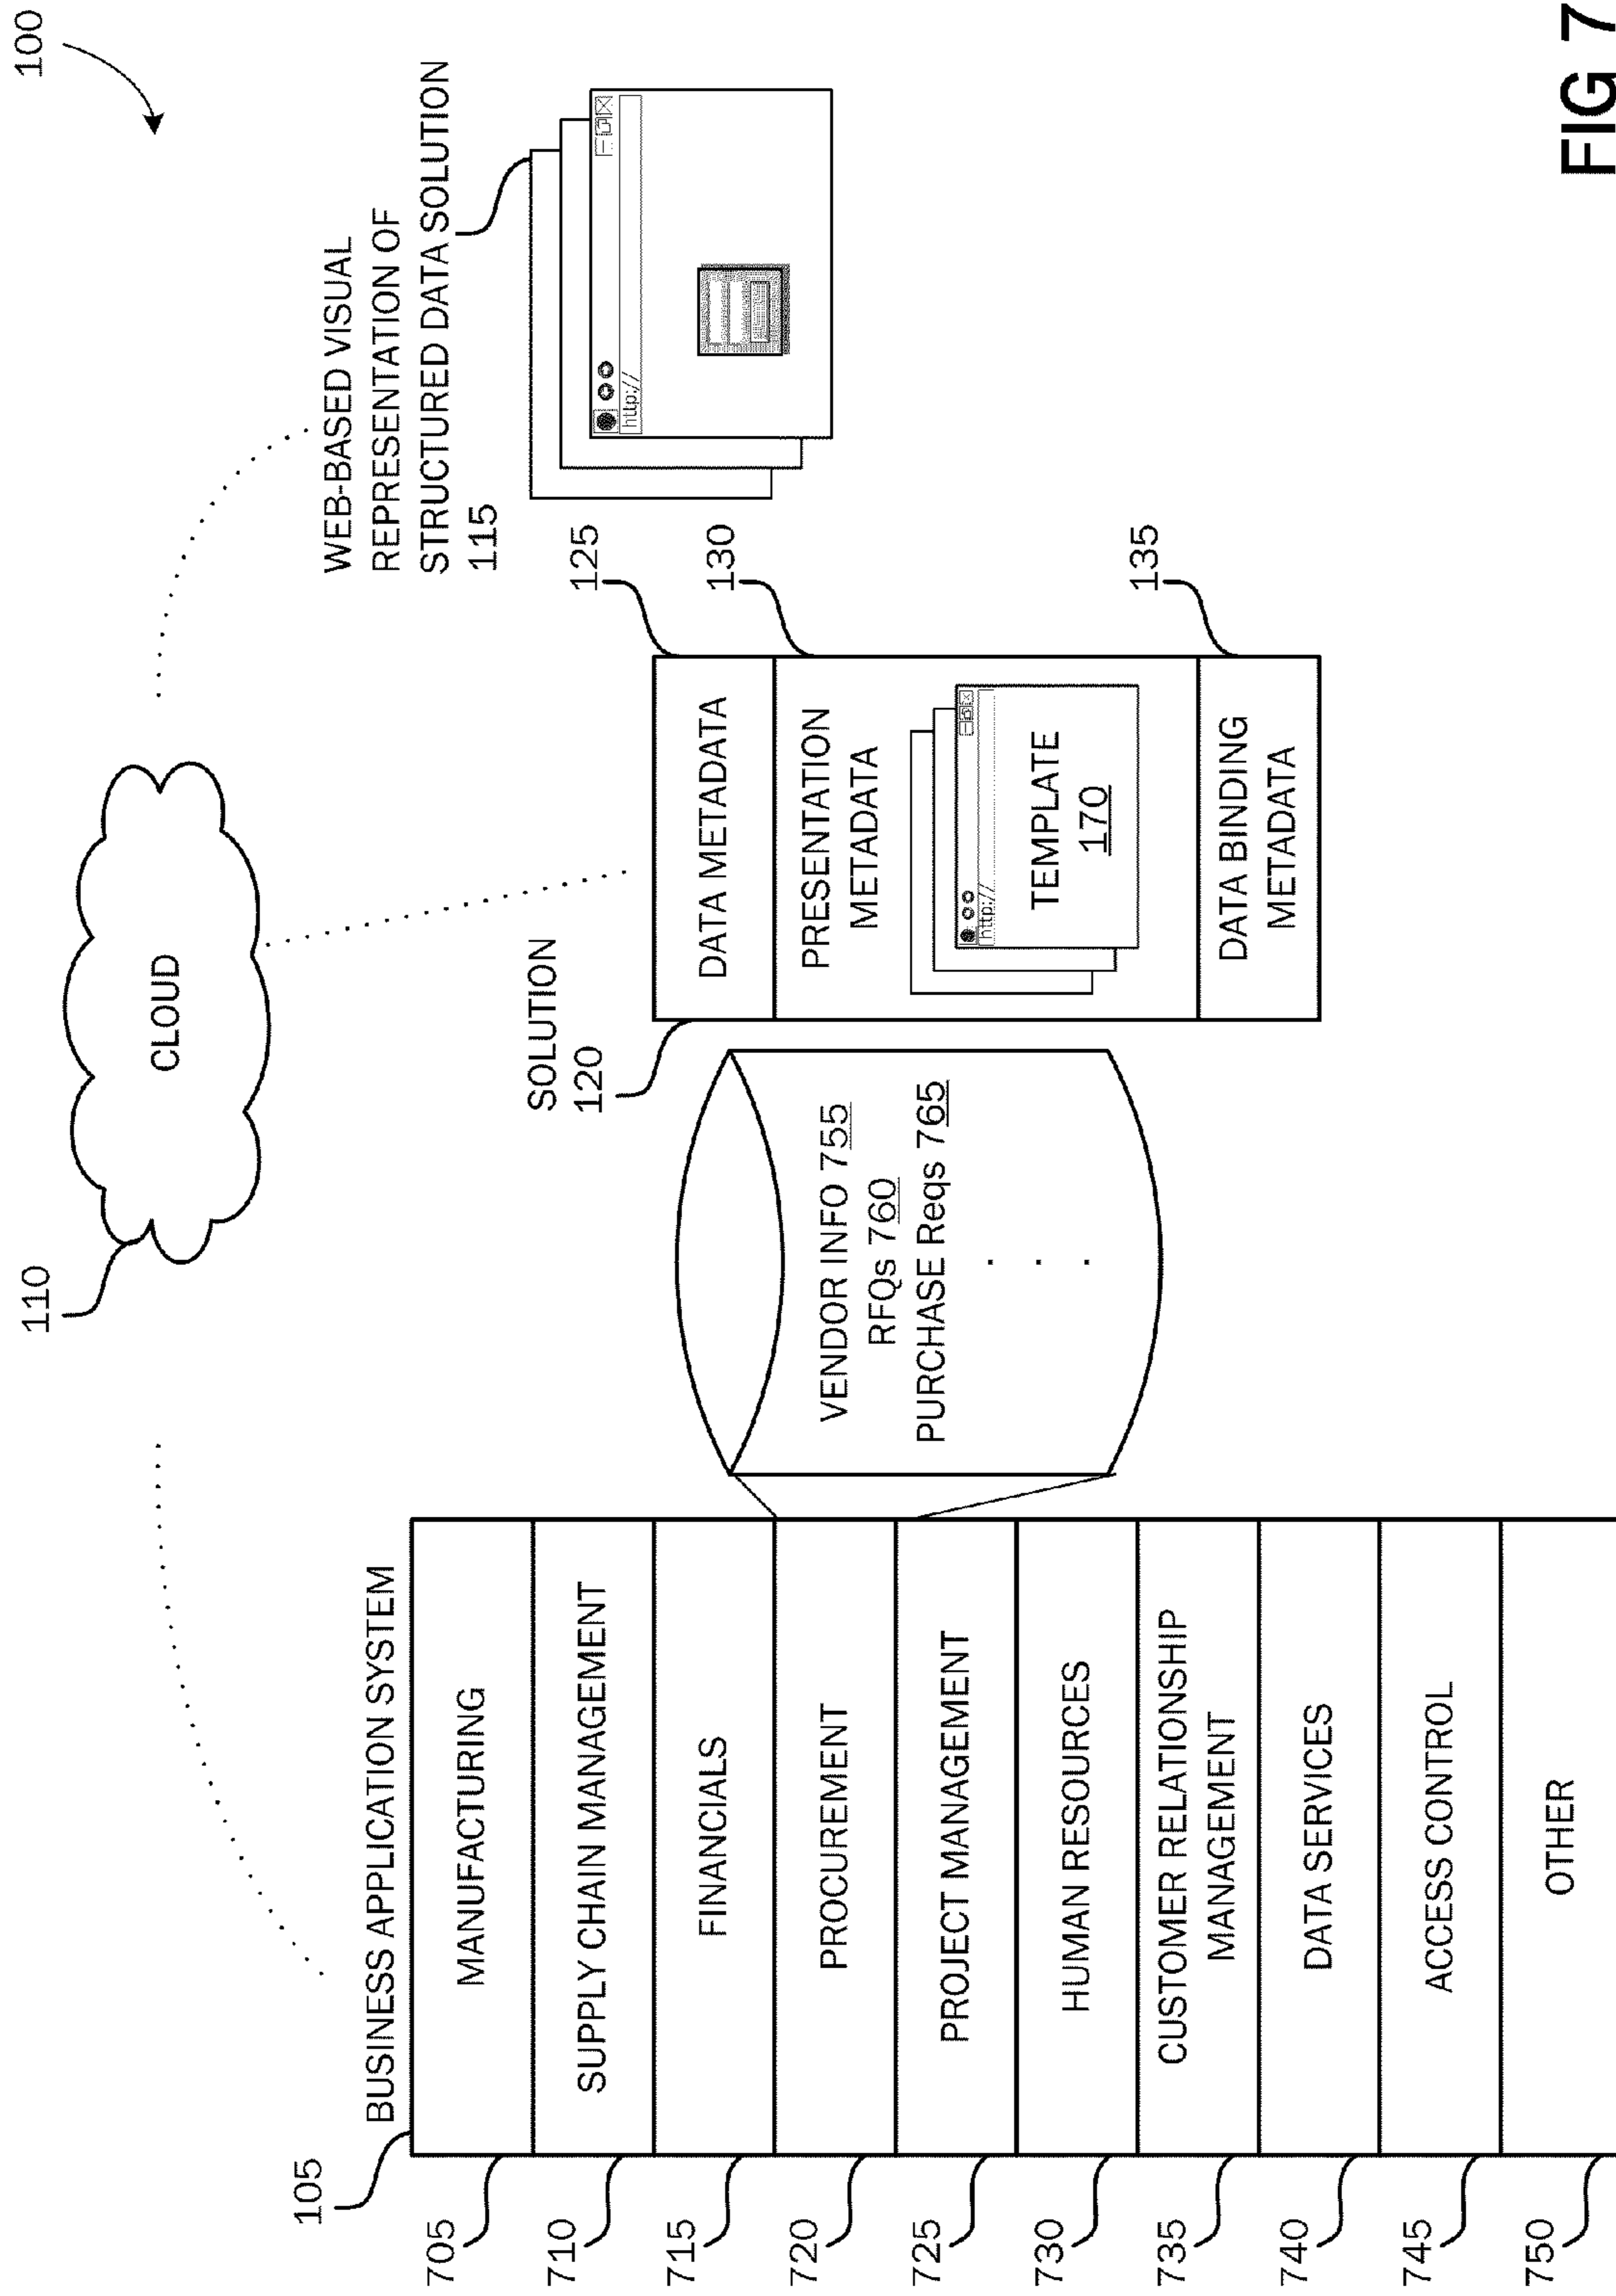 100
110
CLOUD
WEB-BASED VISUAL
REPRESENTATION OF
STRUCTURED DATA SOLUTION
115
http://
105
BUSINESS APPLICATION SYSTEM
705
MANUFACTURING
710
SUPPLY CHAIN MANAGEMENT
715
FINANCIALS
720
PROCUREMENT
725
PROJECT MANAGEMENT
730
HUMAN RESOURCES
735
CUSTOMER RELATIONSHIP
MANAGEMENT
740
DATA SERVICES
745
ACCESS CONTROL
750
OTHER
VENDOR INFO 755
RFQs 760
PURCHASE Reqs 765
SOLUTION
120
125
DATA METADATA
130
PRESENTATION
METADATA
http://
TEMPLATE
170
135
DATA BINDING
METADATA
FIG 7